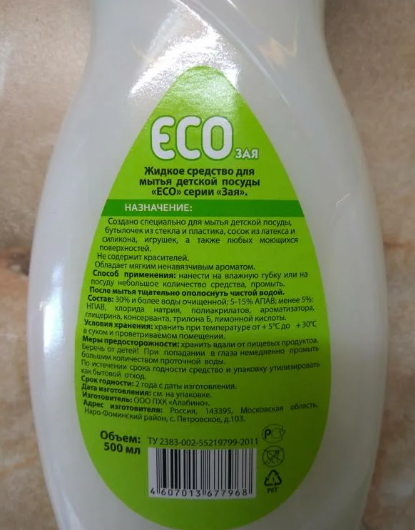 ECO ЗАЯ
Жидкое средство для
мытья детской посуды
«ECO» серии «Зая».
НАЗНАЧЕНИЕ:
Создано специально для мытья детской посуды,
бутылочек из стекла и пластика, сосок из латекса и
силикона, игрушек, а также любых моющихся
поверхностей.
Не содержит красителей.
Обладает мягким ненавязчивым ароматом.
Способ применения: нанести на влажную губку или на
посуду небольшое количество средства, промыть.
После мытья тщательно ополоснуть чистой водой.
Состав: 30% и более воды очищенной; 5-15% АПАВ; менее 5%:
НПАВ, хлорида натрия, полиакрилатов, ароматизатора,
глицерина, консерванта, трилона Б, лимонной кислоты.
Условия хранения: хранить при температуре от + 5°С до + 30°С
в сухом и проветриваемом помещении.
Меры предосторожности: хранить вдали от пищевых продуктов.
Беречь от детей! При попадании в глаза немедленно промыть
большим количеством проточной воды.
По истечении срока годности средство и упаковку утилизировать
как бытовой отход.
Срок годности: 2 года с даты изготовления.
Дата изготовления: см. на упаковке.
Изготовитель: ООО ПХК «Алабино».
Адрес изготовителя: Россия, 143395, Московская область,
Наро-Фоминский район, с. Петровское, д.103.
Объем:
500 мл
ТУ 2383-002-55219799-2011
4 607013 677968
РС
PET